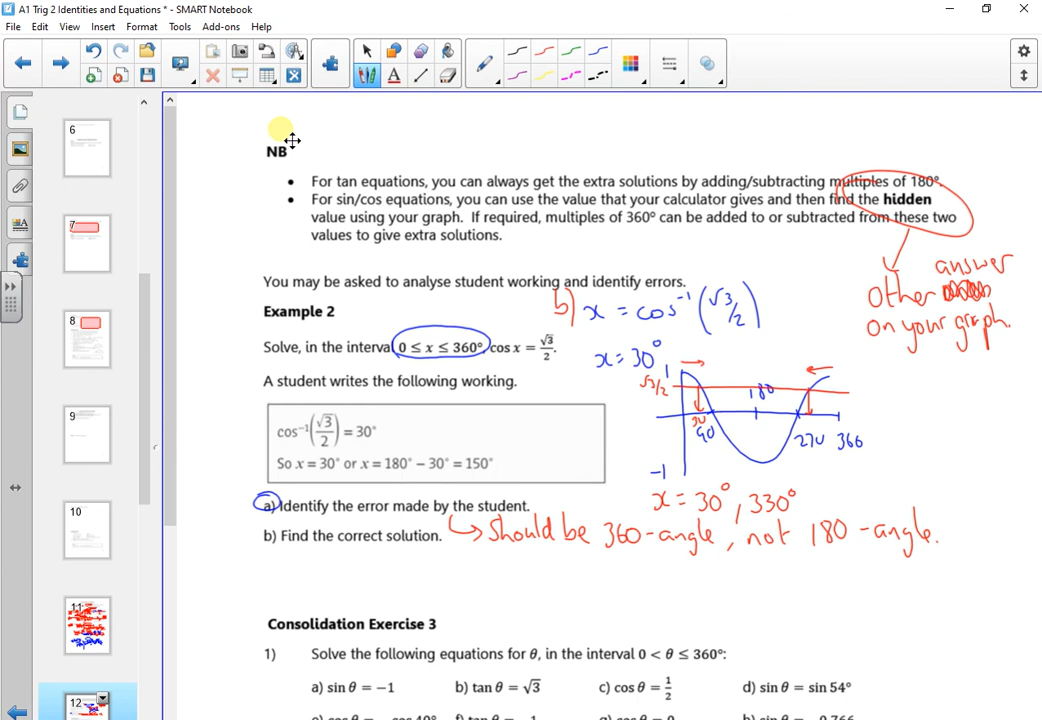 A1 Trig 2 Identities and Equations * - SMART Notebook
File Edit View Insert Format Tools Add-ons Help
6
7
8
9
10
11
12
NB
• For tan equations, you can always get the extra solutions by adding/subtracting multiples of 180°.
• For sin/cos equations, you can use the value that your calculator gives and then find the hidden
value using your graph. If required, multiples of 360° can be added to or subtracted from these two
values to give extra solutions.
answer
other
on your graph.
You may be asked to analyse student working and identify errors.
Example 2
b) x = cos⁻¹ (√3/2)
Solve, in the interval 0 ≤ x ≤ 360°, cos x = √3/2.
x = 30°
A student writes the following working.
cos⁻¹(√3/2) = 30°
So x = 30° or x = 180° − 30° = 150°
1
√3/2
180
30
90
270
360
-1
x = 30°, 330°
a) Identify the error made by the student.
b) Find the correct solution.
Should be 360-angle, not 180-angle.
Consolidation Exercise 3
1) Solve the following equations for θ, in the interval 0 < θ ≤ 360°:
a) sin θ = −1 b) tan θ = √3 c) cos θ = 1/2 d) sin θ = sin 54°